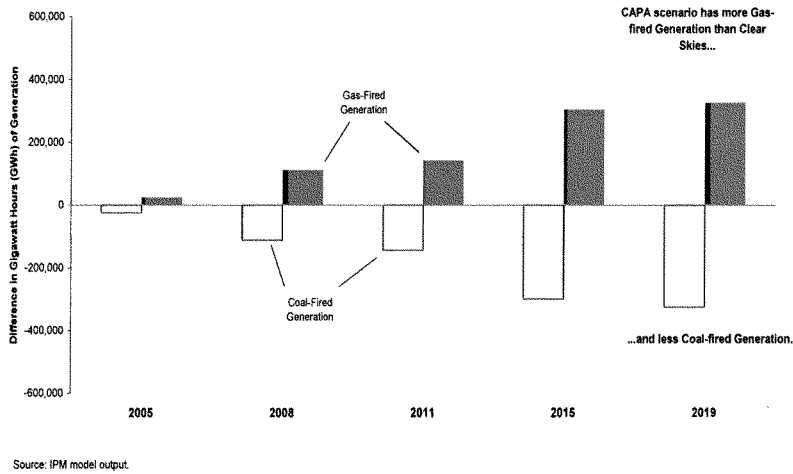 CAPA scenario has more Gas-
fired Generation than Clear
Skies...
Difference in Gigawatt Hours (GWh) of Generation
600,000
400,000
200,000
0
-200,000
-400,000
-600,000
Gas-Fired
Generation
Coal-Fired
Generation
...and less Coal-fired Generation.
2005
2008
2011
2015
2019
Source: IPM model output.